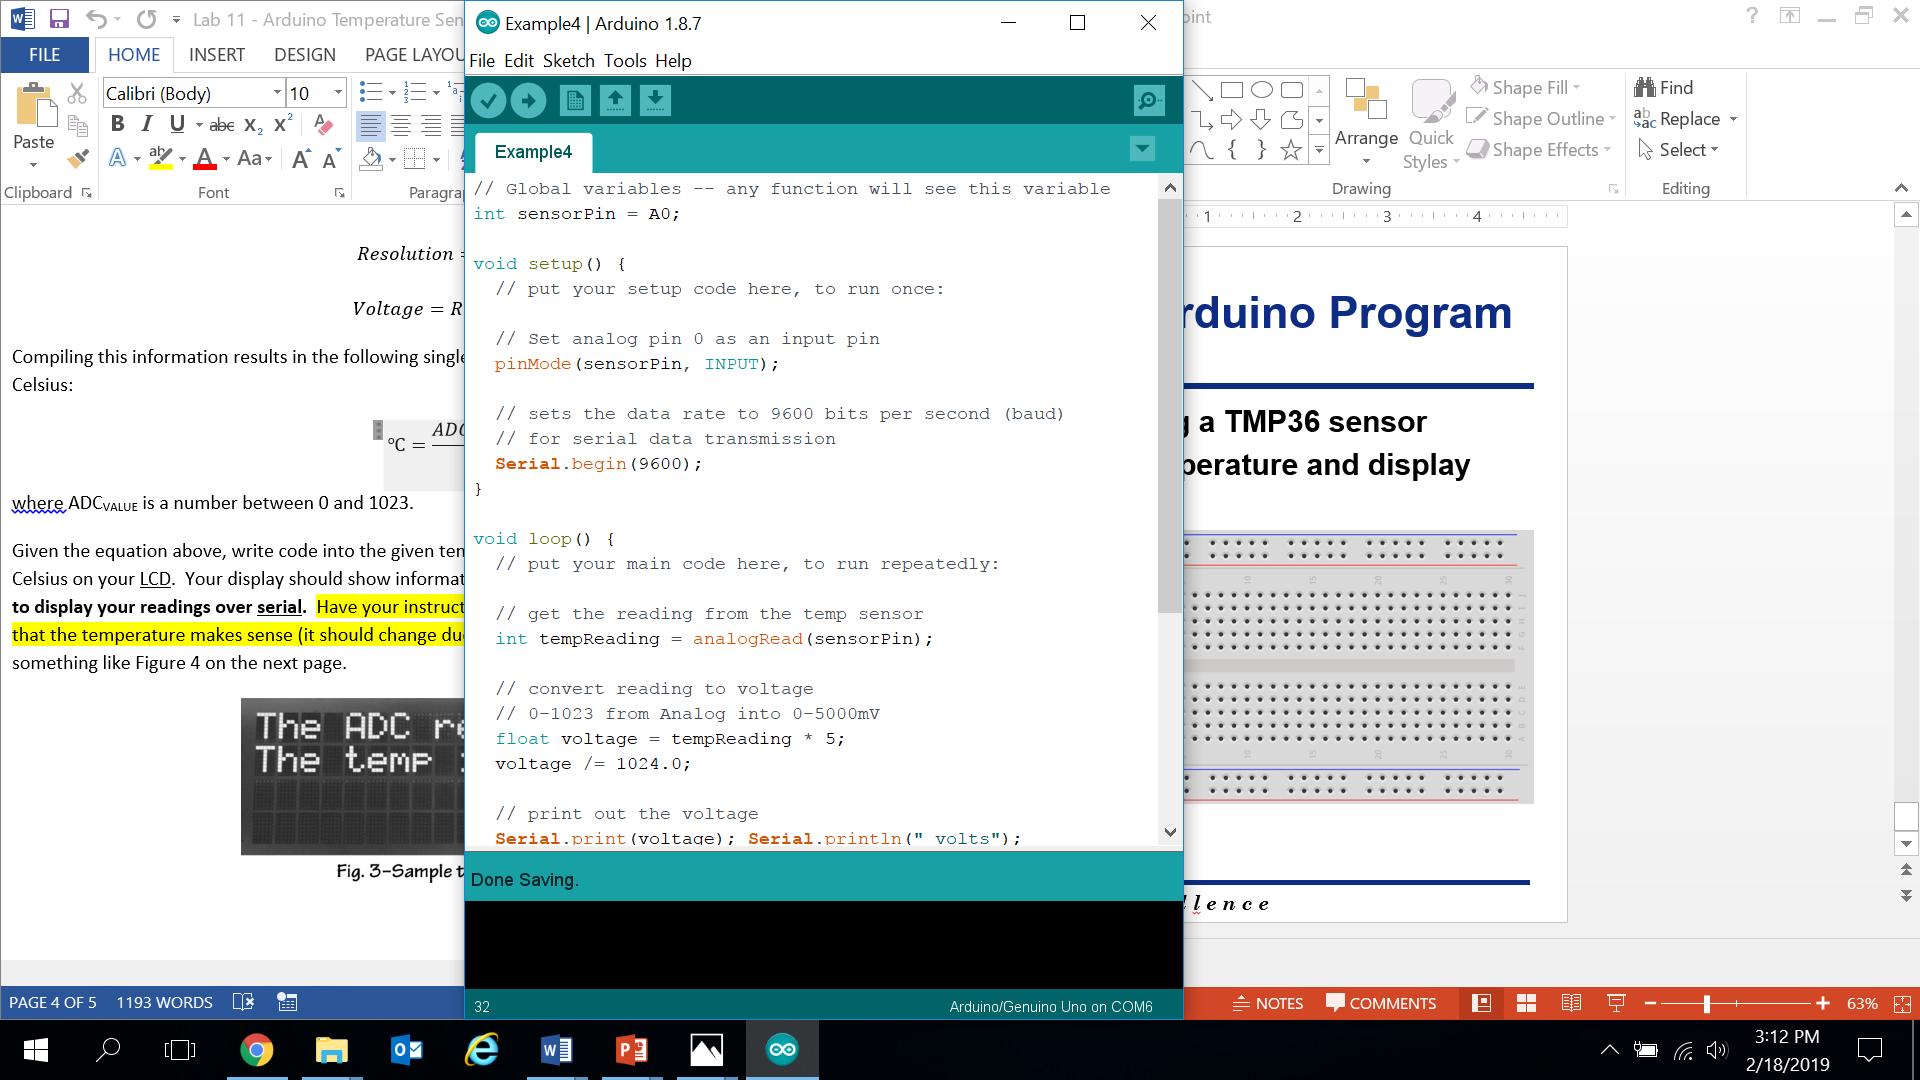 Lab 11 - Arduino Temperature Sen
Example4 | Arduino 1.8.7
oint
FILE
HOME
INSERT
DESIGN
PAGE LAYOU
File Edit Sketch Tools Help
Calibri (Body)
10
Paste
Clipboard
Font
Paragra
Arrange
Quick
Styles
Shape Fill
Shape Outline
Shape Effects
Drawing
Find
Replace
Select
Editing
Resolution =
Voltage = R
Compiling this information results in the following single
Celsius:
°C = ADC
where ADCVALUE is a number between 0 and 1023.
Given the equation above, write code into the given ten
Celsius on your LCD. Your display should show informat
to display your readings over serial. Have your instruct
that the temperature makes sense (it should change du
something like Figure 4 on the next page.
The ADC re
The temp
Fig. 3-Sample t
Example4
// Global variables -- any function will see this variable
int sensorPin = A0;
void setup() {
// put your setup code here, to run once:
// Set analog pin 0 as an input pin
pinMode(sensorPin, INPUT);
// sets the data rate to 9600 bits per second (baud)
// for serial data transmission
Serial.begin(9600);
}
void loop() {
// put your main code here, to run repeatedly:
// get the reading from the temp sensor
int tempReading = analogRead(sensorPin);
// convert reading to voltage
// 0-1023 from Analog into 0-5000mV
float voltage = tempReading * 5;
voltage /= 1024.0;
// print out the voltage
Serial.print(voltage); Serial.println(" volts");
Done Saving.
32
Arduino/Genuino Uno on COM6
1 2 3 4
rduino Program
g a TMP36 sensor
perature and display
llence
PAGE 4 OF 5
1193 WORDS
NOTES
COMMENTS
63%
3:12 PM
2/18/2019